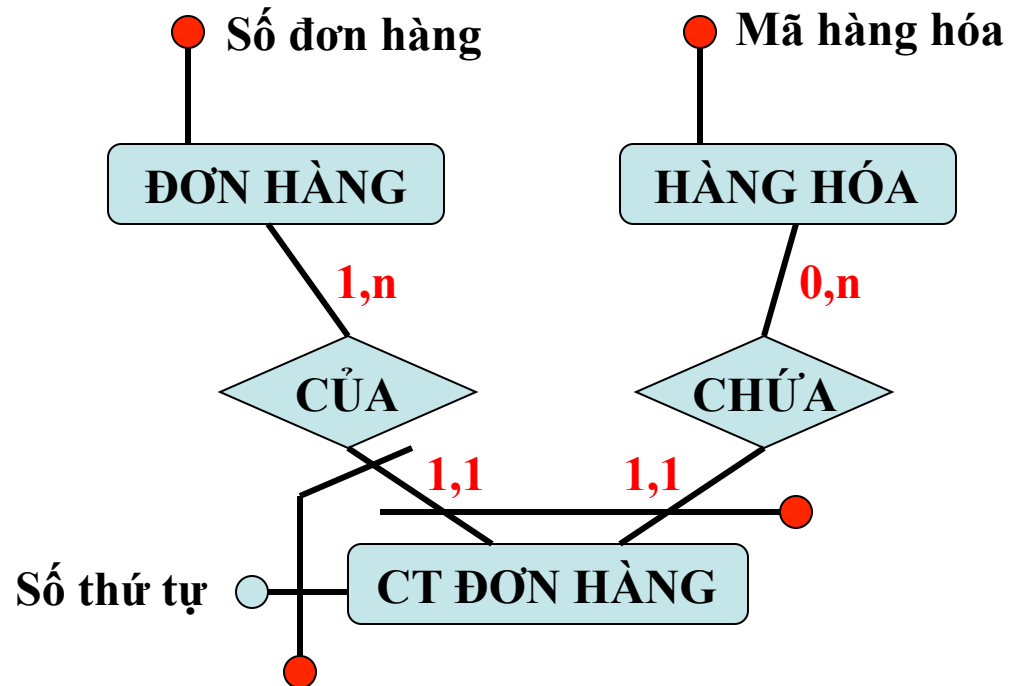 Số đơn hàng
Mã hàng hóa
ĐƠN HÀNG
HÀNG HÓA
1,n
0,n
CỦA
CHỨA
1,1
1,1
Số thứ tự
CT ĐƠN HÀNG